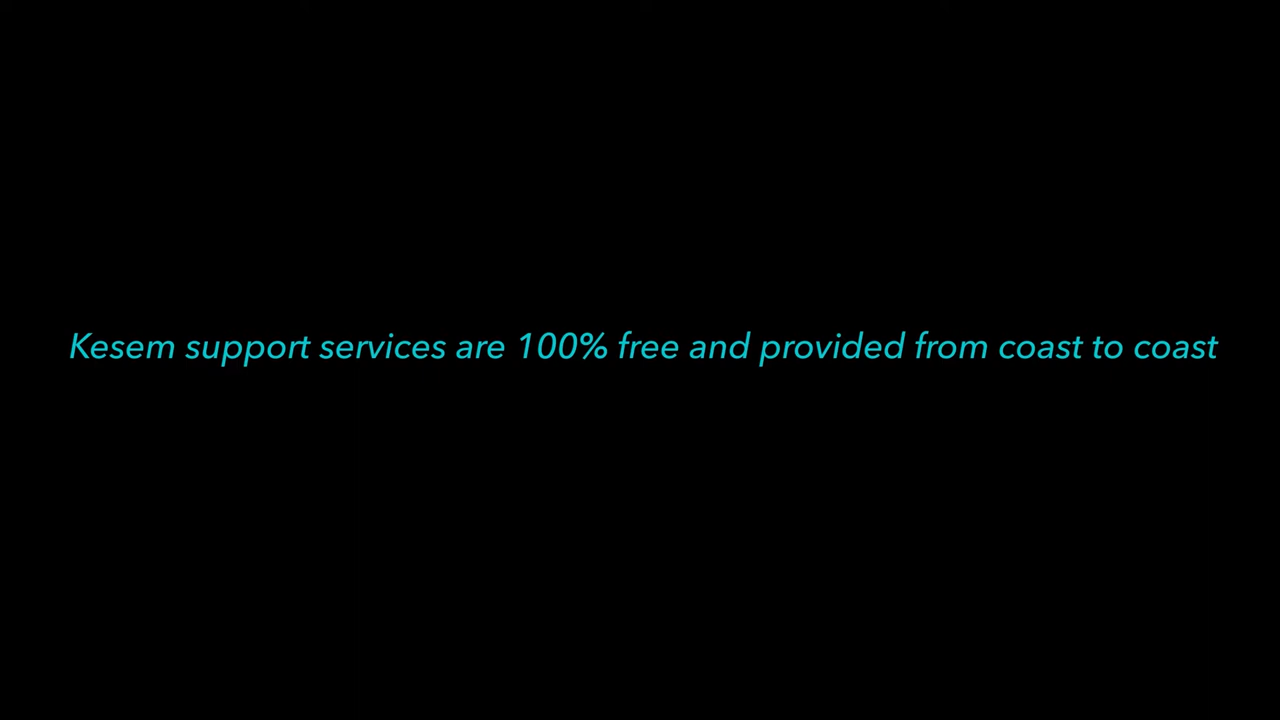 Kesem support services are 100% free and provided from coast to coast